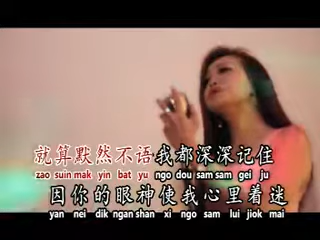 就算默然不语我都深深记住
zao suin mak yin bat yu ngo dou sam sam gei ju
因你的眼神使我心里着迷
yan nei dik ngan shan xi ngo sam lui jiok mai